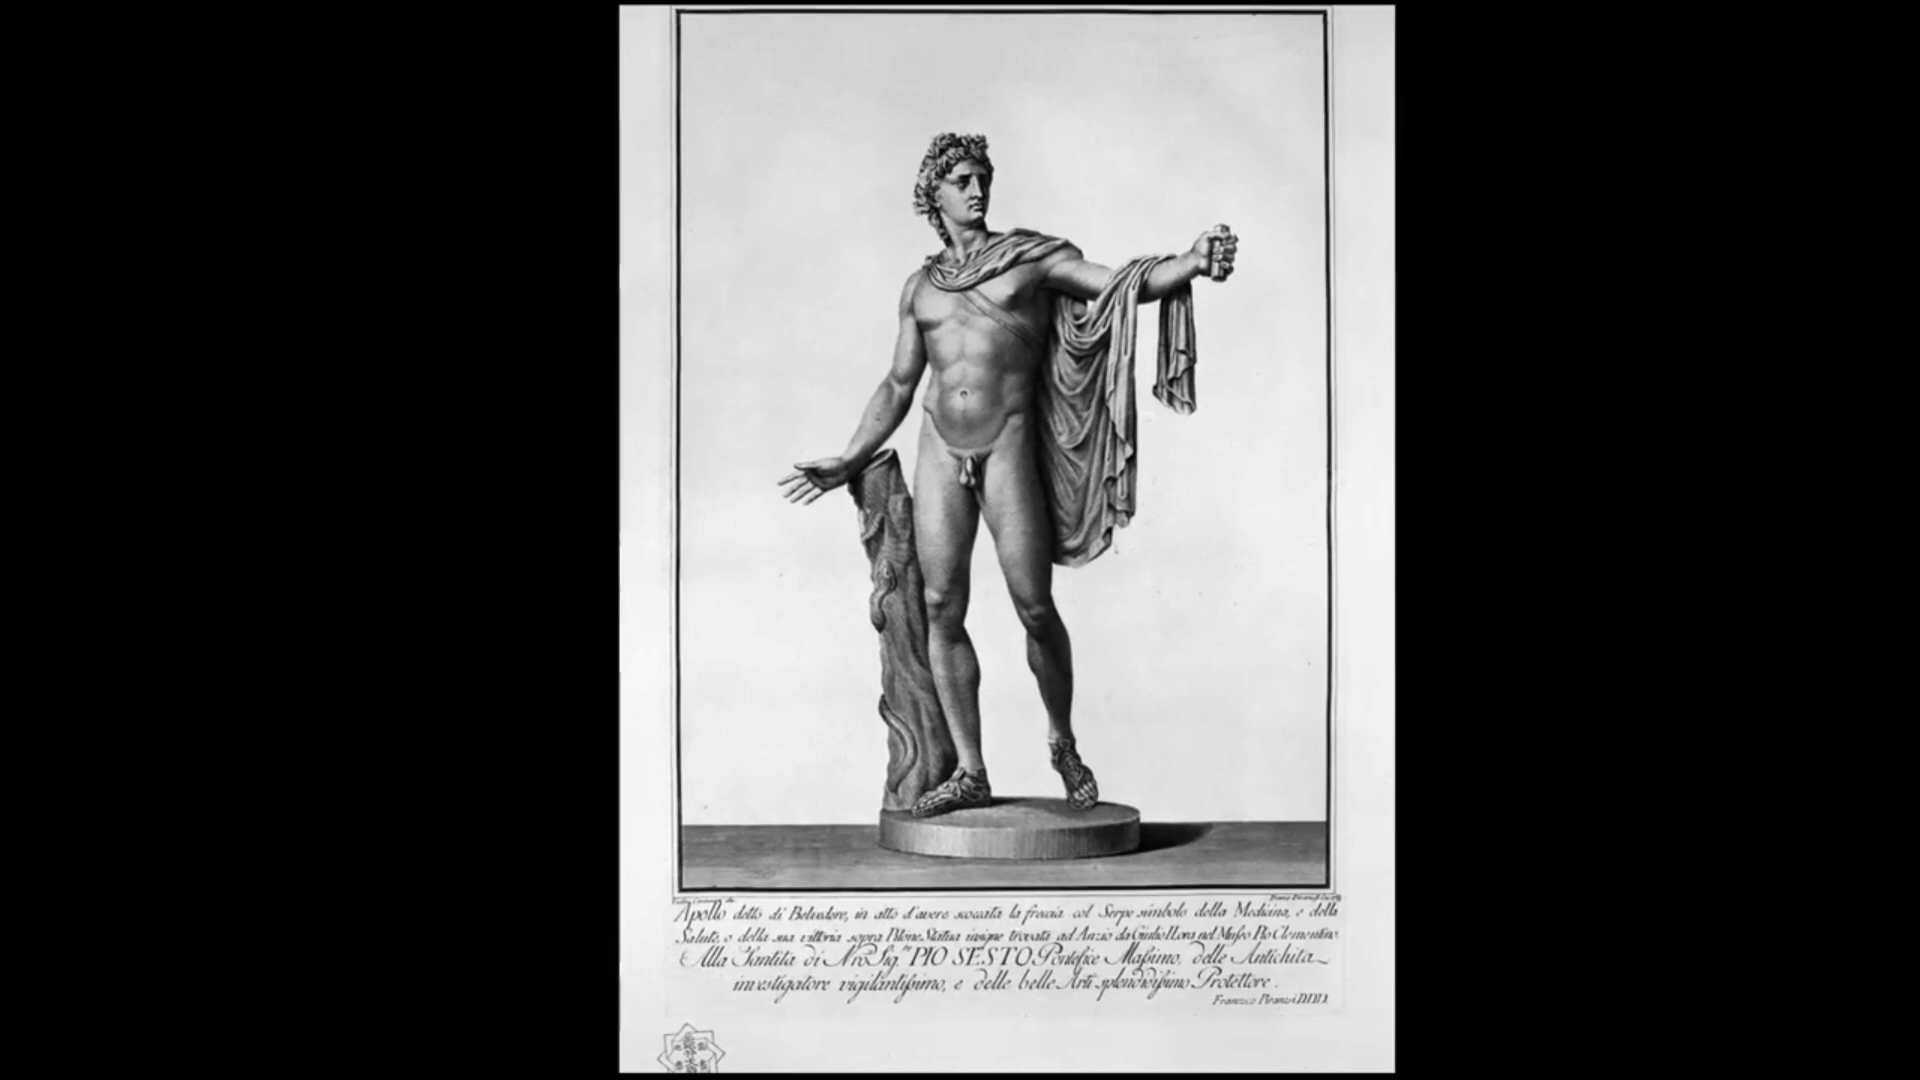 Apollo detto di Belvedere, in atto d'avere scoccata la freccia col Serpe simbolo della Medicina, e della
Salute, o della sua vittoria sopra Pitone. Statua insigne trovata ad Anzio da Giulio II. ora nel Museo Pio Clementino.
Alla Santità di Nro Sig.re PIO SESTO Pontefice Massimo, delle Antichità
investigatore vigilantissimo, e delle belle Arti splendidissimo Protettore.
Francesco Piranesi D.D.D.